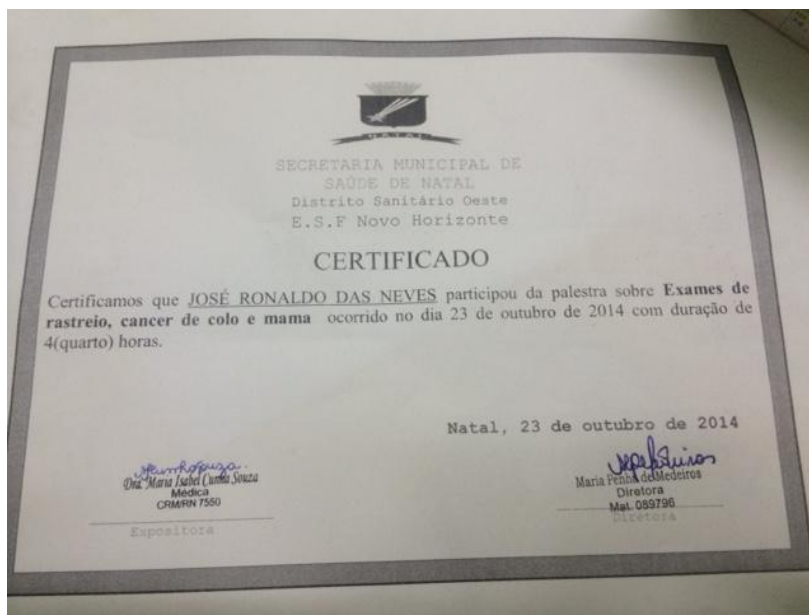 NATAL
SECRETARIA MUNICIPAL DE
SAÚDE DE NATAL
Distrito Sanitário Oeste
E.S.F Novo Horizonte
CERTIFICADO
Certificamos que JOSÉ RONALDO DAS NEVES participou da palestra sobre Exames de
rastreio, cancer de colo e mama ocorrido no dia 23 de outubro de 2014 com duração de
4(quarto) horas.
Natal, 23 de outubro de 2014
Dra. Maria Isabel Cunha Souza
Médica
CRM/RN 7550
Expositora
Maria Penha de Medeiros
Diretora
Mat. 089796
Diretora